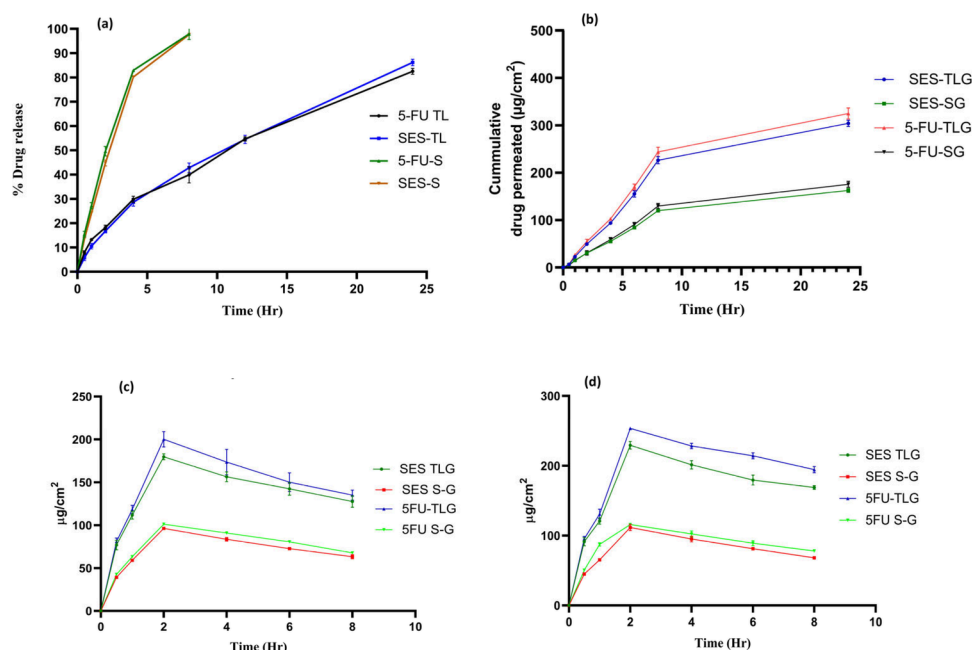 (a)
% Drug release
100
90
80
70
60
50
40
30
20
10
0
0 5 10 15 20 25
Time (Hr)
5-FU TL
SES-TL
5-FU-S
SES-S
(b)
Cummulative
drug permeated (µg/cm²)
500
400
300
200
100
0
0 5 10 15 20 25
Time (Hr)
SES-TLG
SES-SG
5-FU-TLG
5-FU-SG
(c)
µg/cm²
250
200
150
100
50
0
0 2 4 6 8 10
Time (Hr)
SES TLG
SES S-G
5FU-TLG
5FU S-G
(d)
µg/cm²
300
200
100
0
0 2 4 6 8 10
Time (Hr)
SES TLG
SES S-G
5FU-TLG
5FU S-G